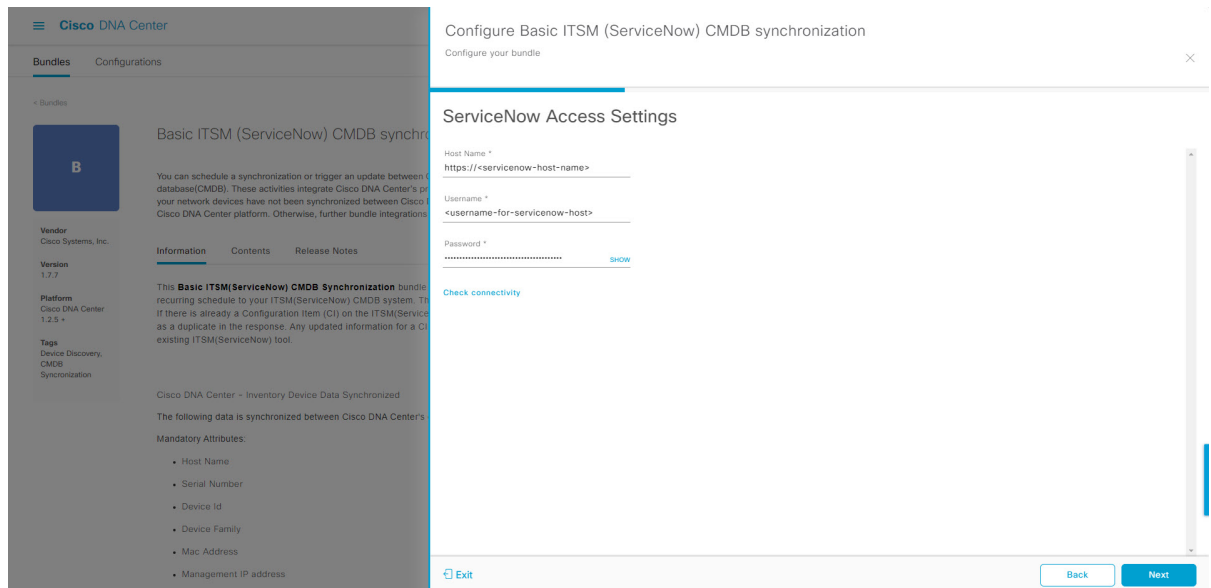 Cisco DNA Center
Bundles Configurations
< Bundles
B
Vendor
Cisco Systems, Inc.
Version
1.7.7
Platform
Cisco DNA Center
1.2.5 +
Tags
Device Discovery,
CMDB
Syncronization
Basic ITSM (ServiceNow) CMDB synchro
You can schedule a synchronization or trigger an update between
database(CMDB). These activities integrate Cisco DNA Center's pr
your network devices have not been synchronized between Cisco
Cisco DNA Center platform. Otherwise, further bundle integrations
Information Contents Release Notes
This Basic ITSM(ServiceNow) CMDB Synchronization bundle
recurring schedule to your ITSM(ServiceNow) CMDB system. Th
If there is already a Configuration Item (CI) on the ITSM(Service
as a duplicate in the response. Any updated information for a CI
existing ITSM(ServiceNow) tool.
Cisco DNA Center - Inventory Device Data Synchronized
The following data is synchronized between Cisco DNA Center's
Mandatory Attributes:
• Host Name
• Serial Number
• Device Id
• Device Family
• Mac Address
• Management IP address
Configure Basic ITSM (ServiceNow) CMDB synchronization
Configure your bundle
ServiceNow Access Settings
Host Name *
https://<servicenow-host-name>
Username *
<username-for-servicenow-host>
Password *
SHOW
Check connectivity
Exit
Back Next